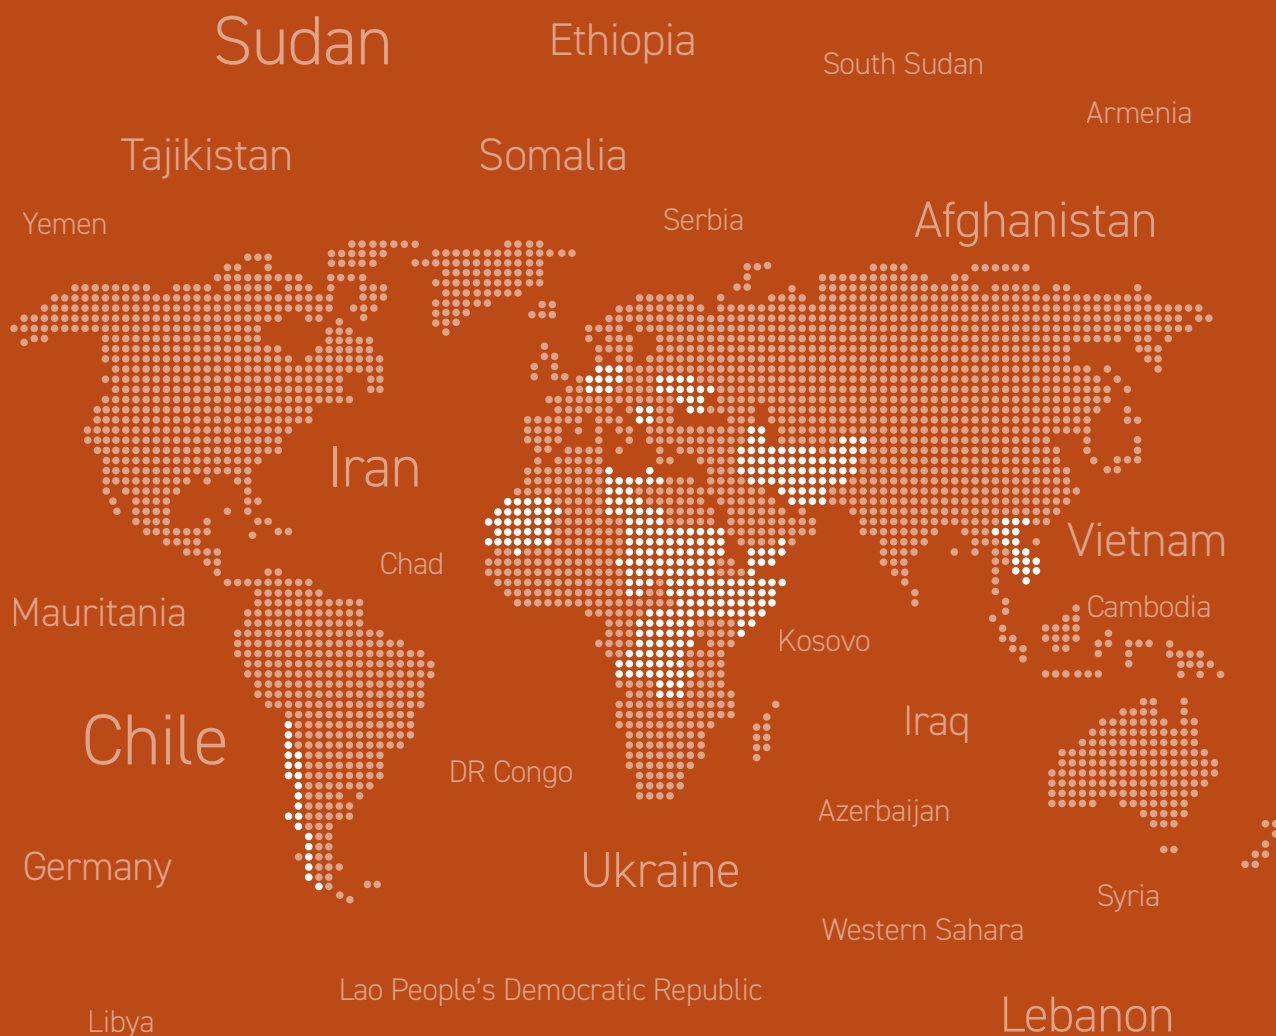 Sudan
Ethiopia
South Sudan
Armenia
Tajikistan
Somalia
Yemen
Serbia
Afghanistan
Iran
Vietnam
Chad
Mauritania
Cambodia
Kosovo
Chile
Iraq
DR Congo
Azerbaijan
Germany
Ukraine
Syria
Western Sahara
Lao People's Democratic Republic
Libya
Lebanon